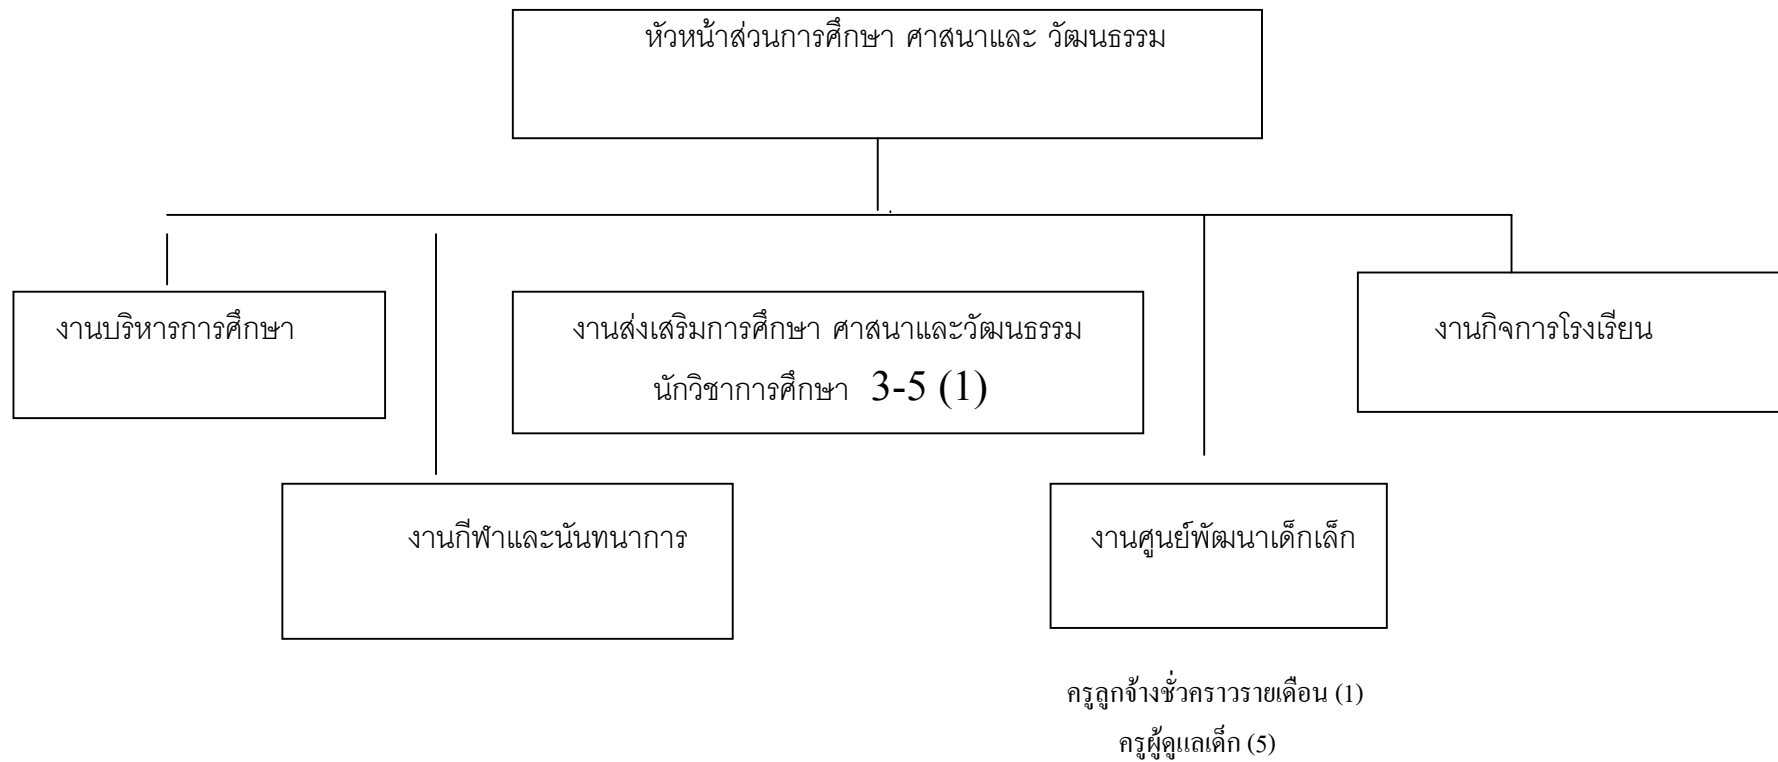 หัวหน้าส่วนการศึกษา ศาสนาและ วัฒนธรรม
งานบริหารการศึกษา
งานส่งเสริมการศึกษา ศาสนาและวัฒนธรรม
นักวิชาการศึกษา 3-5 (1)
งานกิจการโรงเรียน
งานกีฬาและนันทนาการ
งานศูนย์พัฒนาเด็กเล็ก
ครูลูกจ้างชั่วคราวรายเดือน (1)
ครูผู้ดูแลเด็ก (5)